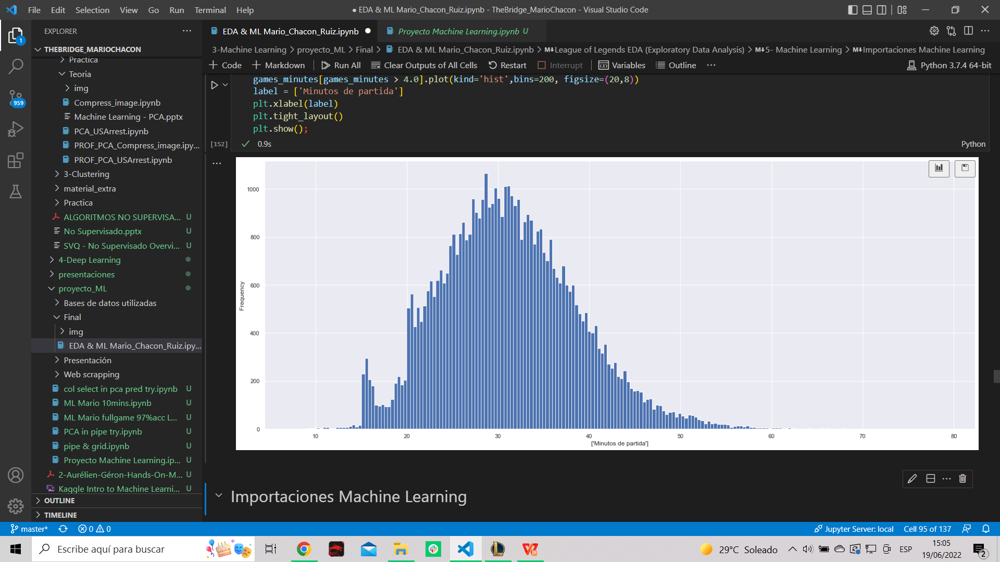 File Edit Selection View Go Run Terminal Help
● EDA & ML Mario_Chacon_Ruiz.ipynb - TheBridge_MarioChacon - Visual Studio Code
EXPLORER
EDA & ML Mario_Chacon_Ruiz.ipynb ●
Proyecto Machine Learning.ipynb U
3-Machine Learning > proyecto_ML > Final > EDA & ML Mario_Chacon_Ruiz.ipynb > M↓League of Legends EDA (Exploratory Data Analysis) > M↓5- Machine Learning > M↓Importaciones Machine Learning
+ Code + Markdown Run All Clear Outputs of All Cells Restart Interrupt Variables Outline ···
Python 3.7.4 64-bit
1
959
THEBRIDGE_MARIOCHACON
Practica
Teoria
img
Compress_image.ipynb
Machine Learning - PCA.pptx
PCA_USArrest.ipynb
PROF_PCA_Compress_image.ipy...
PROF_PCA_USArrest.ipynb
3-Clustering
material_extra
Practica
ALGORITMOS NO SUPERVISA... U
No Supervisado.pptx U
SVQ - No Supervisado Overvi... U
4-Deep Learning
presentaciones
proyecto_ML
Bases de datos utilizadas
Final
img
EDA & ML Mario_Chacon_Ruiz.ipy...
Presentación
Web scrapping
col select in pca pred try.ipynb U
ML Mario 10mins.ipynb U
ML Mario fullgame 97%acc L... U
PCA in pipe try.ipynb U
pipe & grid.ipynb U
Proyecto Machine Learning.ip... U
2-Aurélien-Géron-Hands-On-M... U
Kaggle Intro to Machine Learni... U
OUTLINE
TIMELINE
games_minutes[games_minutes > 4.0].plot(kind='hist',bins=200, figsize=(20,8))
label = ['Minutos de partida']
plt.xlabel(label)
plt.tight_layout()
plt.show();
[152] ✓ 0.9s
Python
1000
800
600
400
200
0
Frequency
10 20 30 40 50 60 70 80
['Minutos de partida']
Importaciones Machine Learning
master* 0 0
Jupyter Server: local Cell 95 of 137
Escribe aquí para buscar
29°C Soleado
ESP
15:05
19/06/2022
2